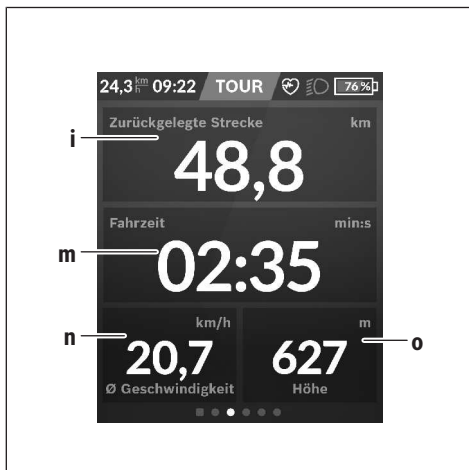 24,3 km/h 09:22 TOUR 76 %
Zurückgelegte Strecke km
i
48,8
Fahrzeit min:s
m
02:35
km/h m
n o
20,7 627
Ø Geschwindigkeit Höhe